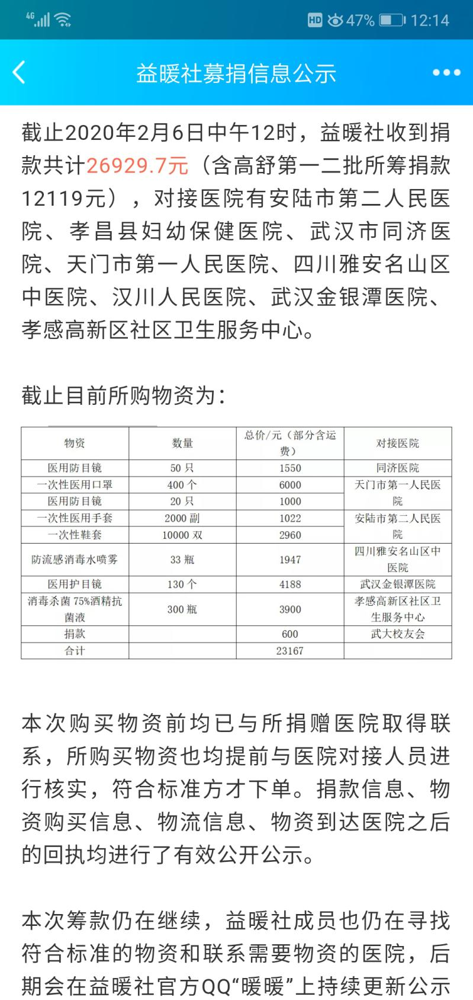 4G HD 47% 12:14
益暖社募捐信息公示
截止2020年2月6日中午12时，益暖社收到捐
款共计26929.7元（含高舒第一二批所筹捐款
12119元），对接医院有安陆市第二人民医
院、孝昌县妇幼保健医院、武汉市同济医
院、天门市第一人民医院、四川雅安名山区
中医院、汉川人民医院、武汉金银潭医院、
孝感高新区社区卫生服务中心。
截止目前所购物资为：
物资 数量 总价/元（部分含运费） 对接医院
医用防目镜 50 只 1550 同济医院
一次性医用口罩 400 个 6000 天门市第一人民医院
医用防目镜 20 只 1000
一次性医用手套 2000 副 1022 安陆市第二人民医院
一次性鞋套 10000 双 2960
防流感消毒水喷雾 33 瓶 1947 四川雅安名山区中医院
医用护目镜 130 个 4188 武汉金银潭医院
消毒杀菌 75%酒精抗菌液 300 瓶 3900 孝感高新区社区卫生服务中心
捐款 600 武大校友会
合计 23167
本次购买物资前均已与所捐赠医院取得联
系，所购买物资也均提前与医院对接人员进
行核实，符合标准方才下单。捐款信息、物
资购买信息、物流信息、物资到达医院之后
的回执均进行了有效公开公示。
本次筹款仍在继续，益暖社成员也仍在寻找
符合标准的物资和联系需要物资的医院，后
期会在益暖社官方QQ“暖暖”上持续更新公示